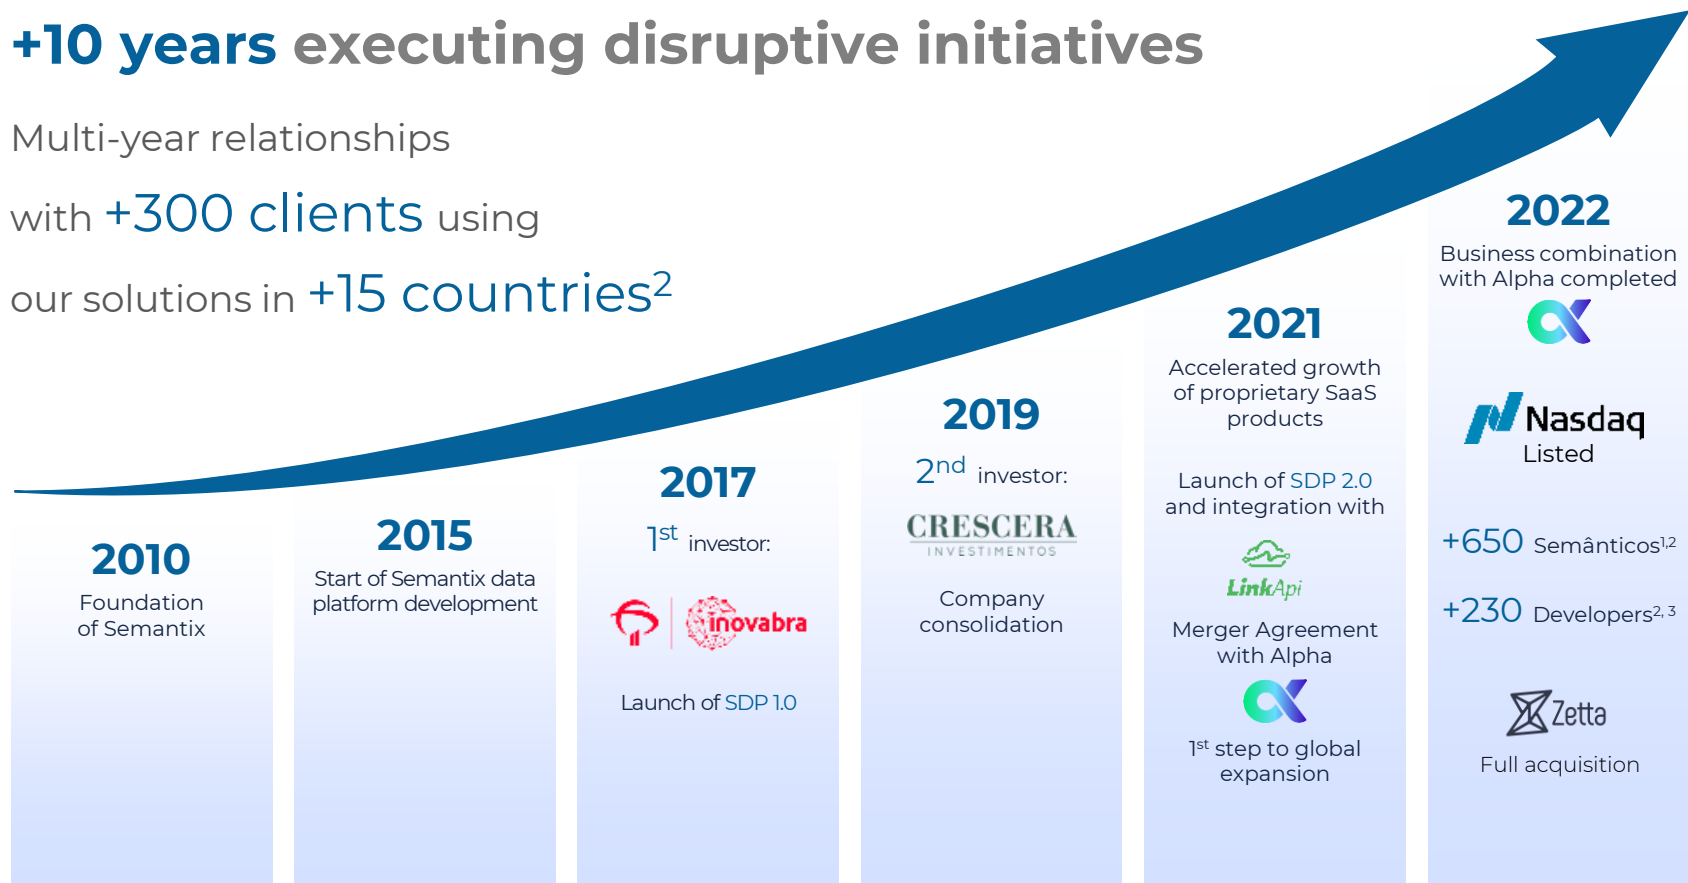 +10 years executing disruptive initiatives
Multi-year relationships
with +300 clients using
our solutions in +15 countries²
2010
Foundation
of Semantix
2015
Start of Semantix data
platform development
2017
1st investor:
inovabra
Launch of SDP 1.0
2019
2nd investor:
CRESCERA
INVESTIMENTOS
Company
consolidation
2021
Accelerated growth
of proprietary SaaS
products
Launch of SDP 2.0
and integration with
LinkApi
Merger Agreement
with Alpha
1st step to global
expansion
2022
Business combination
with Alpha completed
Nasdaq
Listed
+650 Semânticos1,2
+230 Developers2, 3
Zetta
Full acquisition